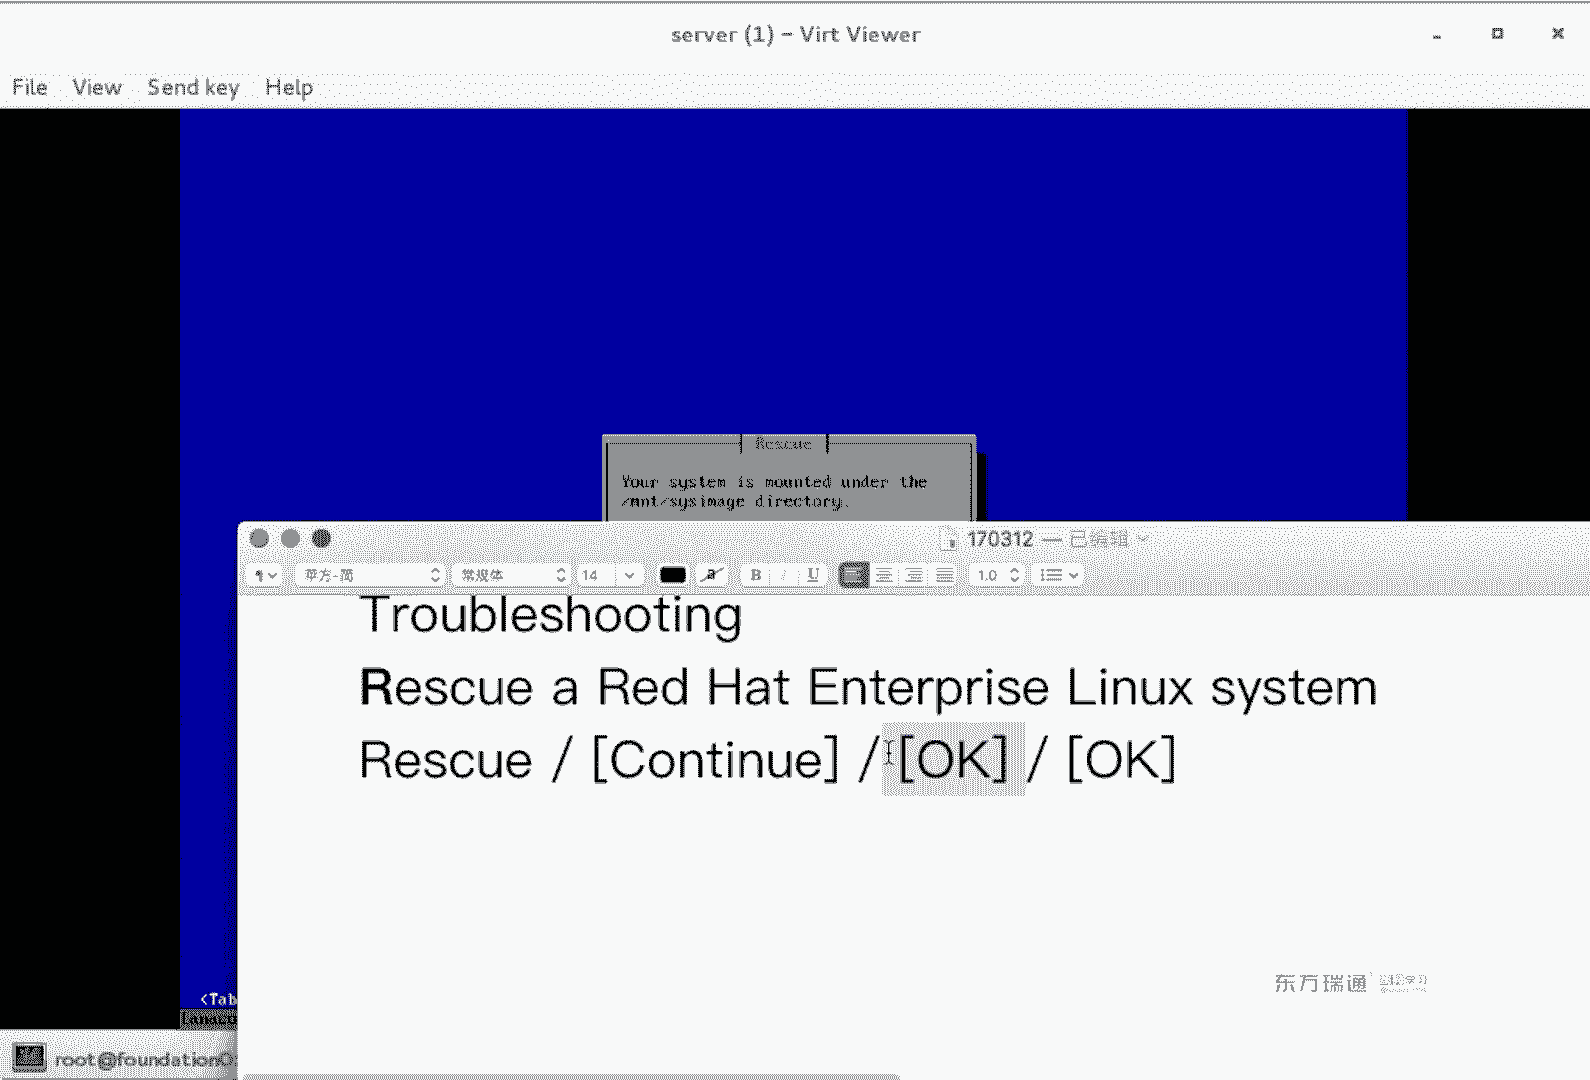 server (1) – Virt Viewer
File View Send key Help
Rescue
Your system is mounted under the
/mnt/sysimage directory.
170312 — 已编辑
苹方-简 常规体 14 a B I U 1.0
Troubleshooting
Rescue a Red Hat Enterprise Linux system
Rescue / [Continue] / [OK] / [OK]
东方瑞通
<Tab
[anaco
root@foundation0: